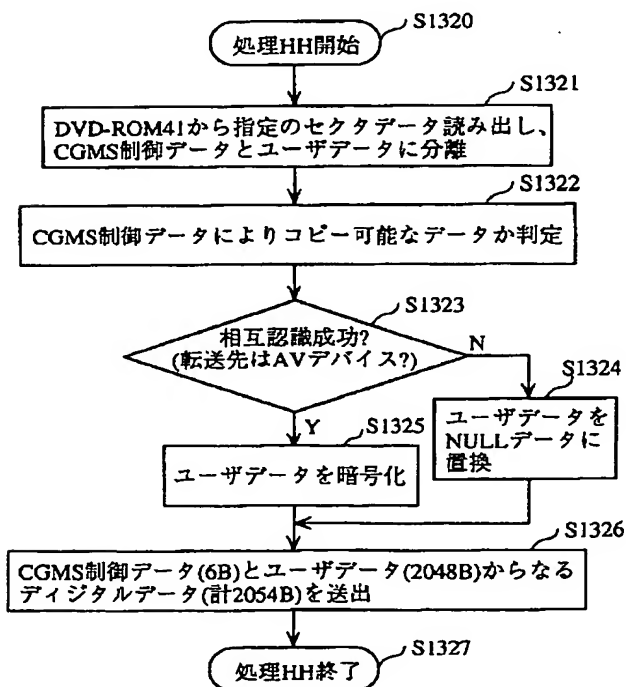 S1320
処理HH開始
S1321
DVD-ROM41から指定のセクタデータ読み出し、
CGMS制御データとユーザデータに分離
S1322
CGMS制御データによりコピー可能なデータか判定
S1323
相互認識成功?
(転送先はAVデバイス?)
N
S1324
ユーザデータを
NULLデータに
置換
Y
S1325
ユーザデータを暗号化
S1326
CGMS制御データ(6B)とユーザデータ(2048B)からなる
ディジタルデータ(計2054B)を送出
S1327
処理HH終了